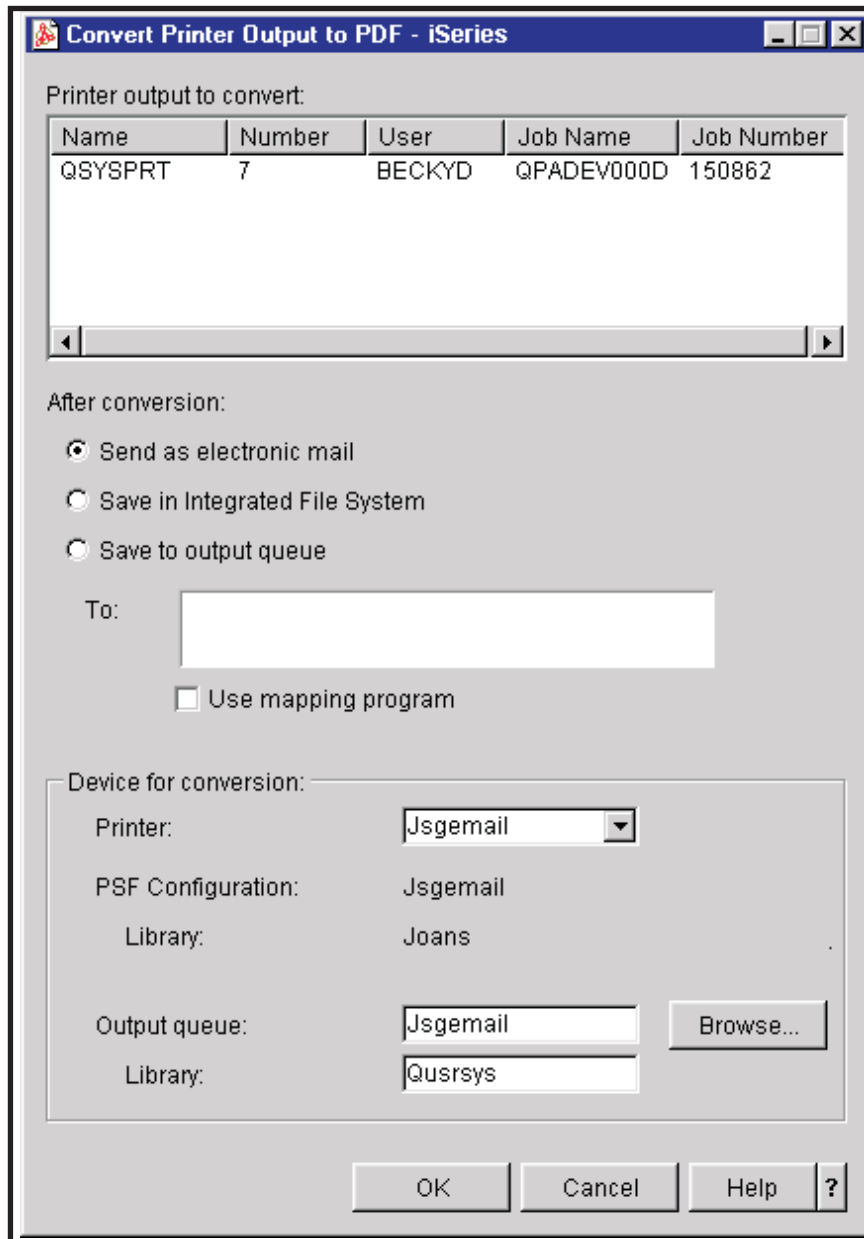 Convert Printer Output to PDF - iSeries
Printer output to convert:
Name Number User Job Name Job Number
QSYSPRT 7 BECKYD QPADEV000D 150862
After conversion:
Send as electronic mail
Save in Integrated File System
Save to output queue
To:
Use mapping program
Device for conversion:
Printer: Jsgemail
PSF Configuration: Jsgemail
Library: Joans
Output queue: Jsgemail Browse...
Library: Qusrsys
OK Cancel Help ?